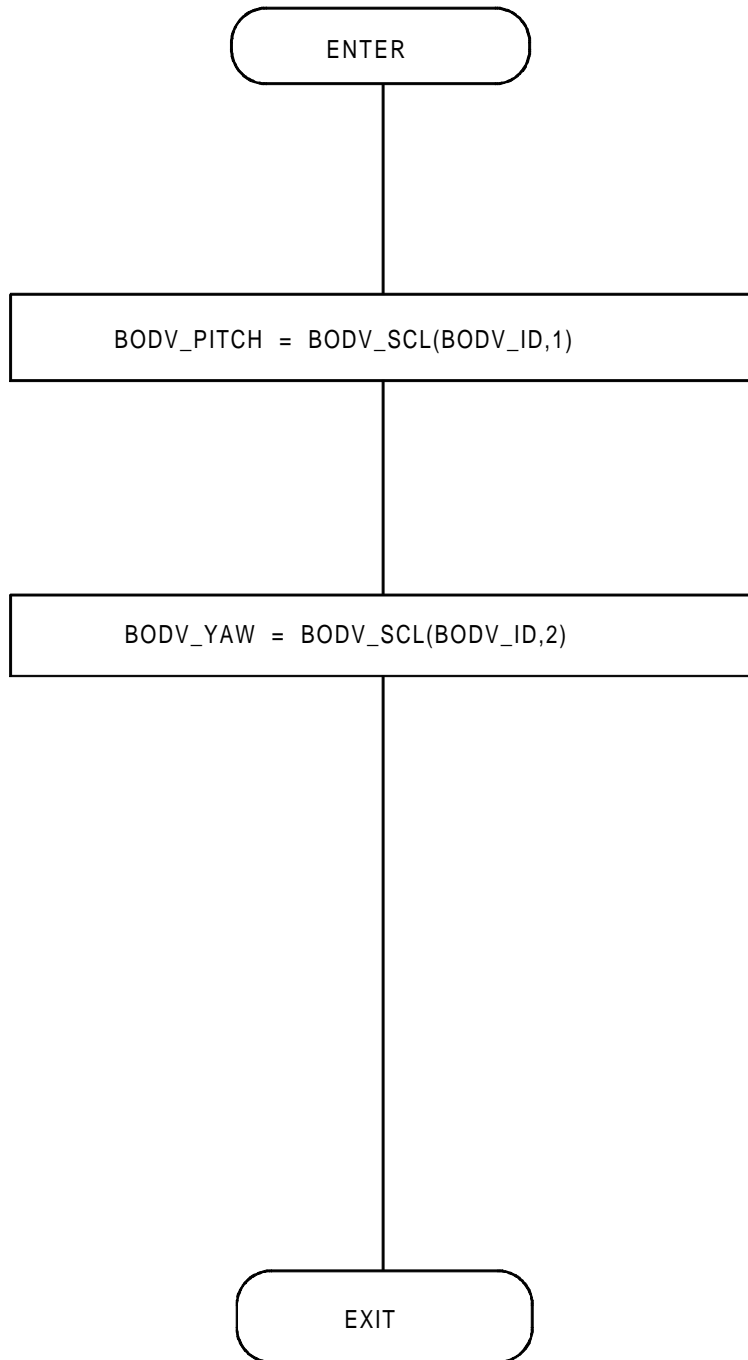 ENTER
BODV_PITCH = BODV_SCL(BODV_ID,1)
BODV_YAW = BODV_SCL(BODV_ID,2)
EXIT